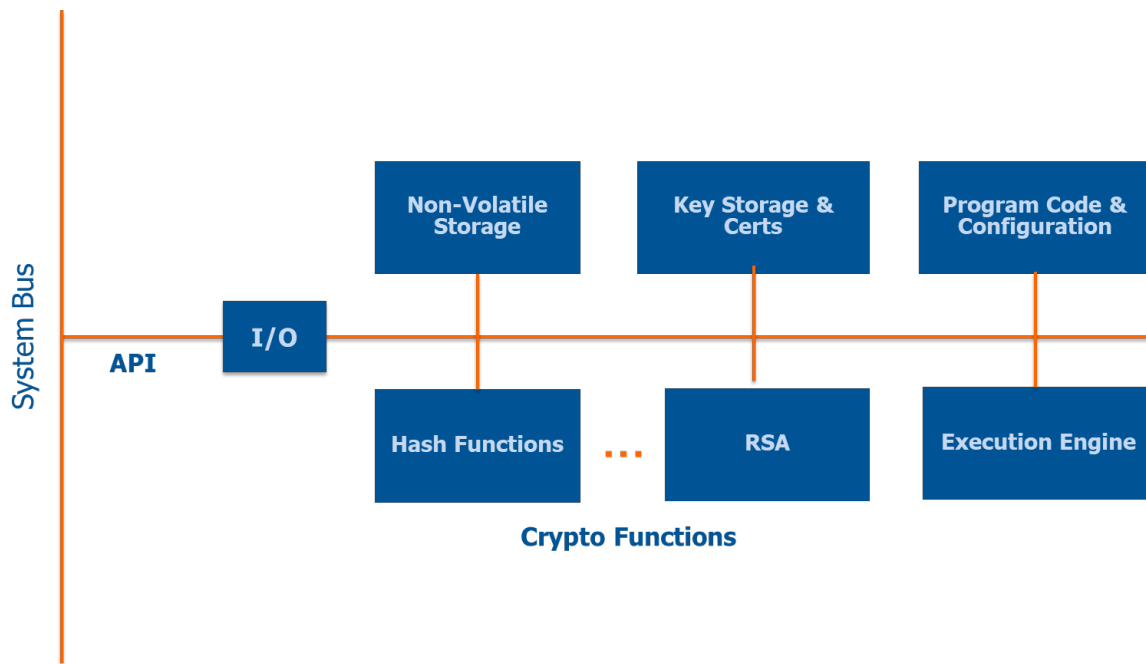 System Bus
Non-Volatile
Storage
Key Storage &
Certs
Program Code &
Configuration
I/O
API
Hash Functions
...
RSA
Execution Engine
Crypto Functions